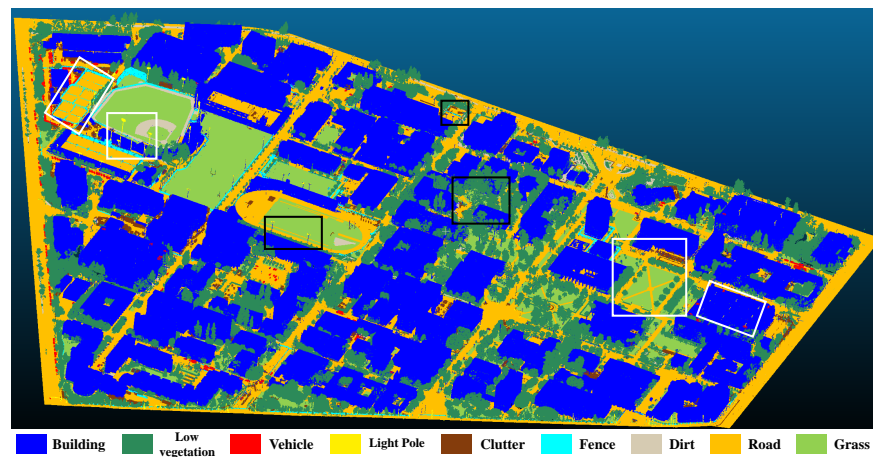 Building
Low
vegetation
Vehicle
Light Pole
Clutter
Fence
Dirt
Road
Grass